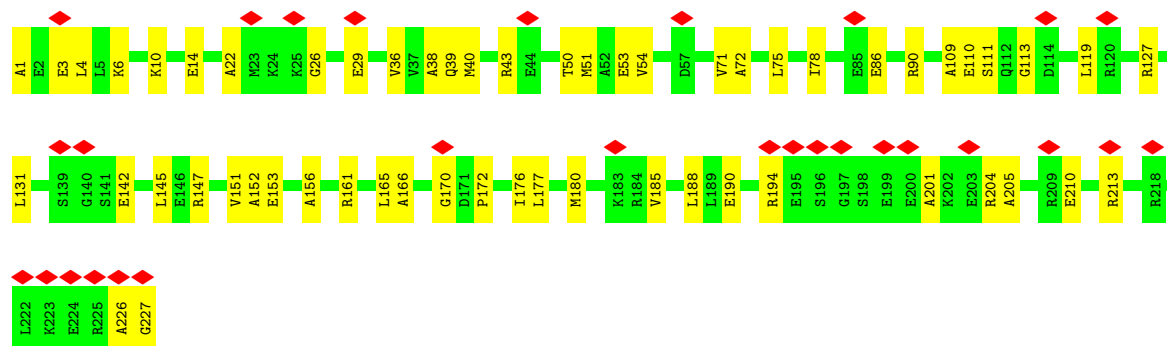 A1 E2 E3 L4 L5 K6 K10 E14 A22 M23 K24 K25 G26 E29 V36 V37 A38 Q39 M40 R43 E44 T50 M51 A52 E53 V54 D57 V71 A72 L75 I78 E85 E86 R90 A109 E110 S111 Q112 G113 D114 L119 R120 R127
L131 S139 G140 S141 E142 L145 E146 R147 V151 A152 E153 A156 R161 L165 A166 G170 D171 P172 I176 L177 M180 K183 R184 V185 L188 L189 E190 R194 E195 S196 G197 S198 E199 E200 A201 K202 E203 R204 A205 R209 E210 R213 R218
L222 K223 E224 R225 A226 G227